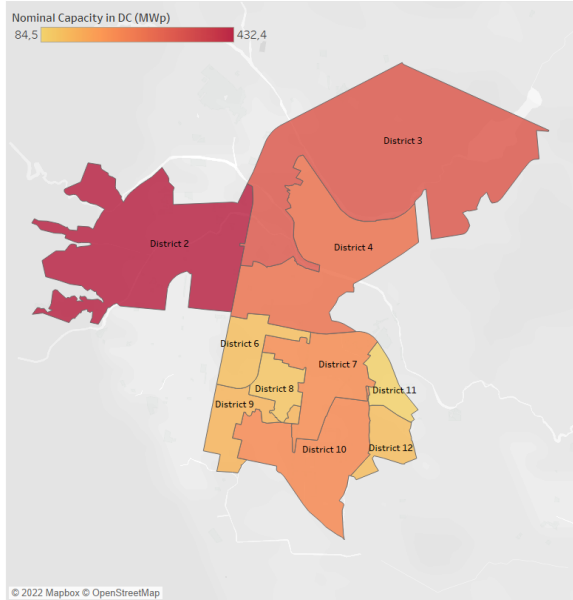 Nominal Capacity in DC (MWp)
84,5 432,4
District 3
District 2
District 4
District 6
District 7
District 8
District 11
District 9
District 10
District 12
© 2022 Mapbox © OpenStreetMap